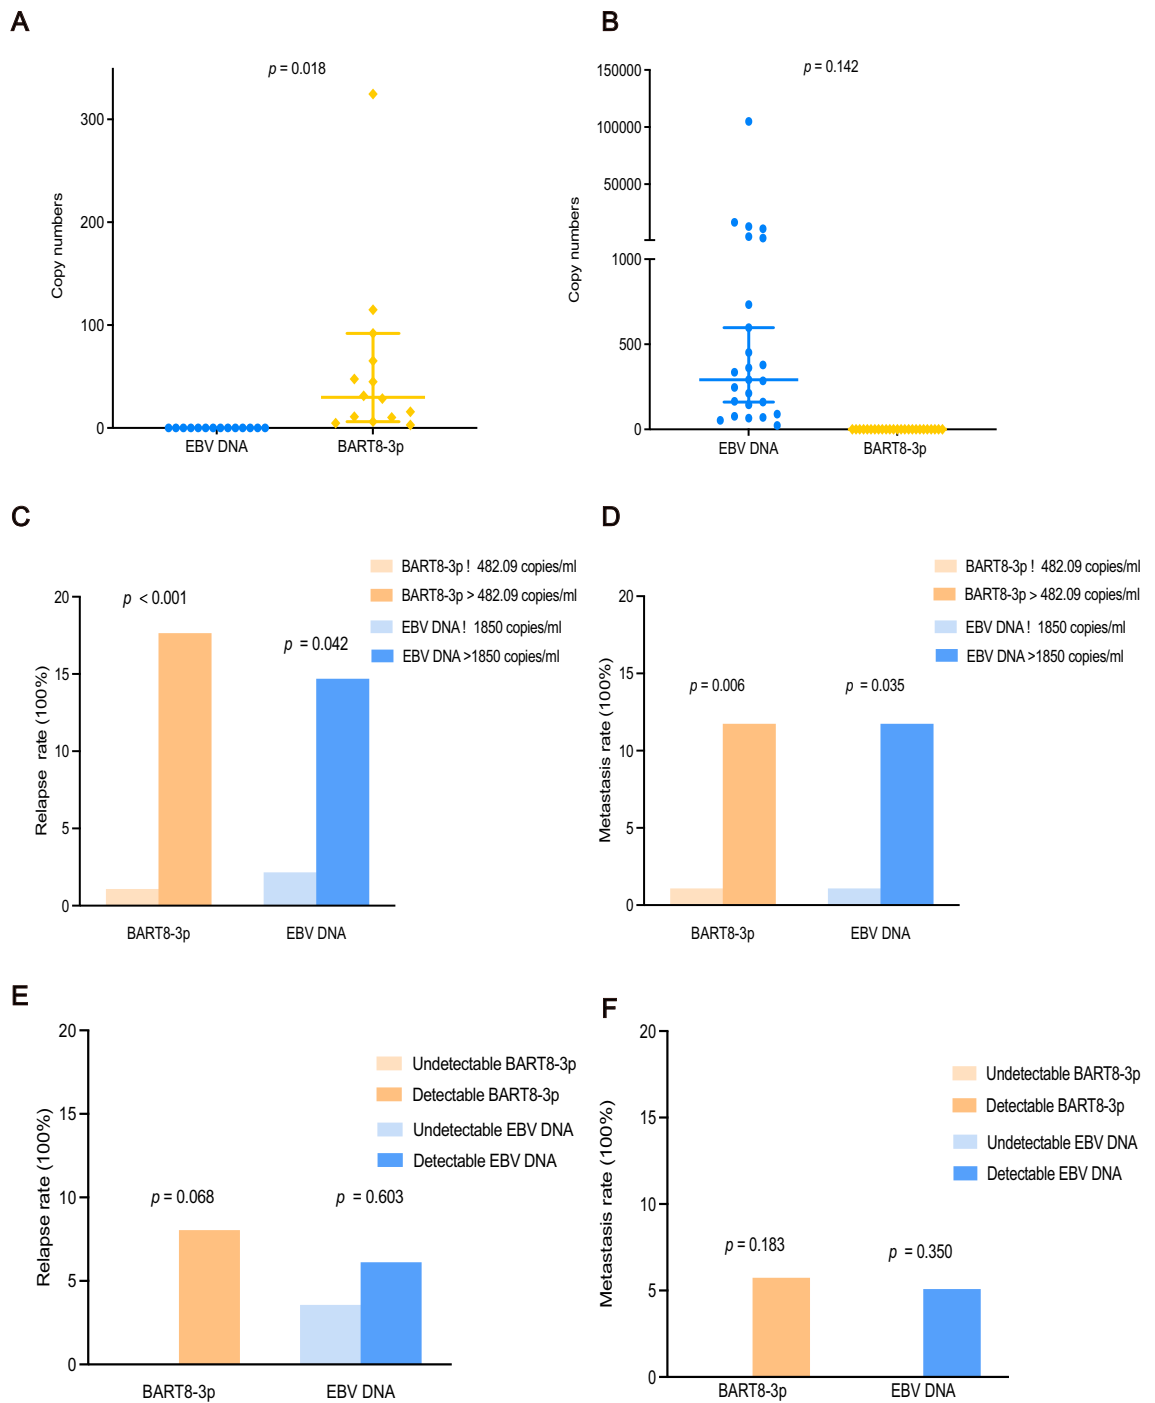 A
p = 0.018
300
200
100
0
Copy numbers
EBV DNA
BART8-3p
B
p = 0.142
150000
100000
50000
1000
500
0
Copy numbers
EBV DNA
BART8-3p
C
BART8-3p ! 482.09 copies/ml
BART8-3p > 482.09 copies/ml
EBV DNA ! 1850 copies/ml
EBV DNA >1850 copies/ml
p < 0.001
p = 0.042
20
15
10
5
0
Relapse rate (100%)
BART8-3p
EBV DNA
D
BART8-3p ! 482.09 copies/ml
BART8-3p > 482.09 copies/ml
EBV DNA ! 1850 copies/ml
EBV DNA >1850 copies/ml
p = 0.006
p = 0.035
20
15
10
5
0
Metastasis rate (100%)
BART8-3p
EBV DNA
E
Undetectable BART8-3p
Detectable BART8-3p
Undetectable EBV DNA
Detectable EBV DNA
p = 0.068
p = 0.603
20
15
10
5
0
Relapse rate (100%)
BART8-3p
EBV DNA
F
Undetectable BART8-3p
Detectable BART8-3p
Undetectable EBV DNA
Detectable EBV DNA
p = 0.183
p = 0.350
20
15
10
5
0
Metastasis rate (100%)
BART8-3p
EBV DNA